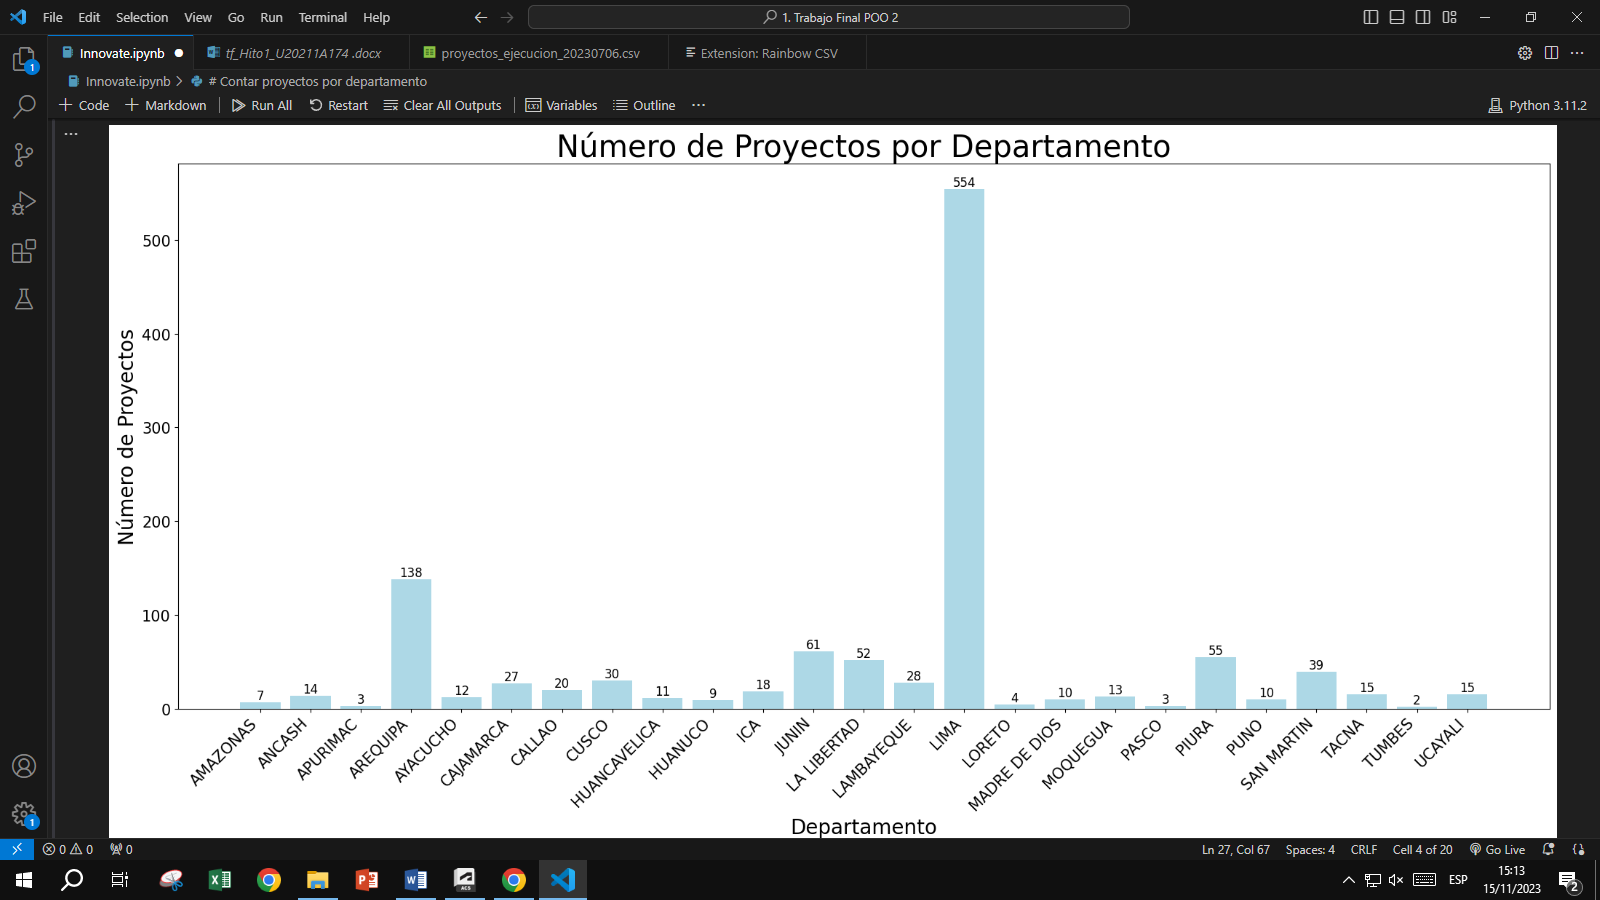 File Edit Selection View Go Run Terminal Help
1. Trabajo Final POO 2
Innovate.ipynb
tf_Hito1_U20211A174 .docx
proyectos_ejecucion_20230706.csv
Extension: Rainbow CSV
Innovate.ipynb > # Contar proyectos por departamento
+ Code + Markdown Run All Restart Clear All Outputs Variables Outline ...
Python 3.11.2
1
Número de Proyectos por Departamento
Número de Proyectos
500
400
300
200
100
0
7
14
3
138
12
27
20
30
11
9
18
61
52
28
554
4
10
13
3
55
10
39
15
2
15
AMAZONAS
ANCASH
APURIMAC
AREQUIPA
AYACUCHO
CAJAMARCA
CALLAO
CUSCO
HUANCAVELICA
HUANUCO
ICA
JUNIN
LA LIBERTAD
LAMBAYEQUE
LIMA
LORETO
MADRE DE DIOS
MOQUEGUA
PASCO
PIURA
PUNO
SAN MARTIN
TACNA
TUMBES
UCAYALI
Departamento
1
0 0 0
Ln 27, Col 67 Spaces: 4 CRLF Cell 4 of 20 Go Live
ACS
ESP
15:13
15/11/2023
2